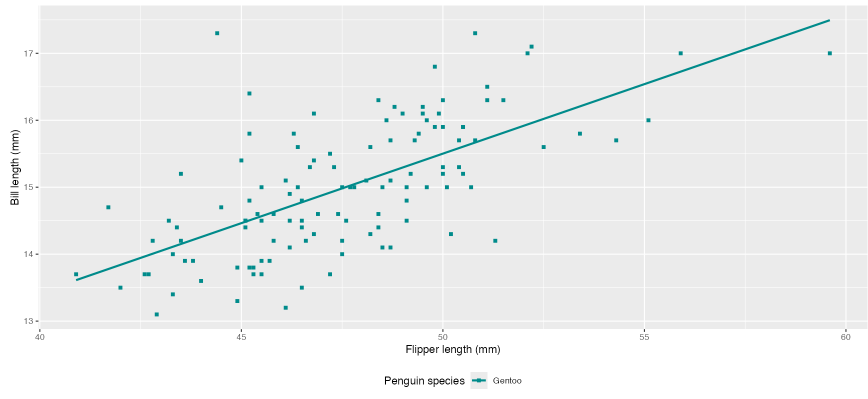 17
16
15
14
13
Bill length (mm)
40
45
50
55
60
Flipper length (mm)
Penguin species
Gentoo